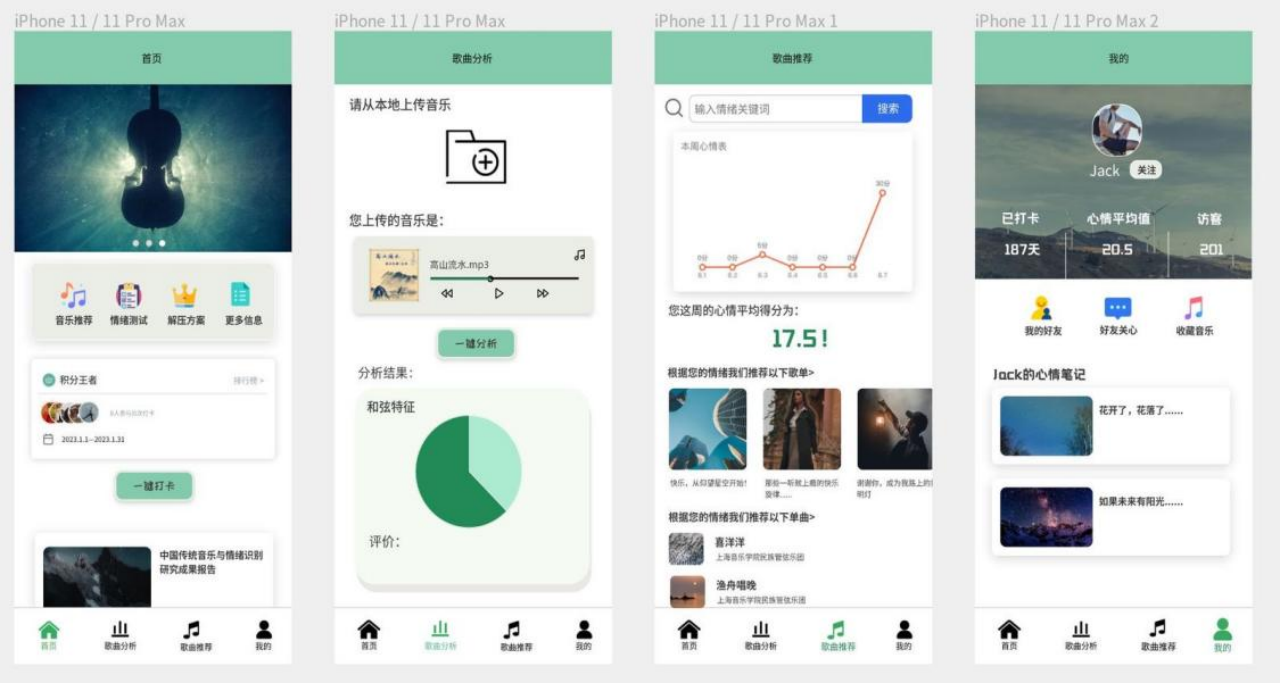 iPhone 11 / 11 Pro Max
首页
音乐推荐
情绪测试
解压方案
更多信息
积分王者
排行榜 >
2023.1.1—2023.1.31
一键打卡
中国传统音乐与情绪识别
研究成果报告
首页
歌曲分析
歌曲推荐
我的
iPhone 11 / 11 Pro Max
歌曲分析
请从本地上传音乐
您上传的音乐是：
高山流水.mp3
一键分析
分析结果：
和弦特征
评价：
首页
歌曲分析
歌曲推荐
我的
iPhone 11 / 11 Pro Max 1
歌曲推荐
输入情绪关键词
搜索
本周心情表
0分
0分
5分
0分
0分
0分
30分
6.1
6.2
6.3
6.4
6.5
6.6
6.7
您这周的心情平均得分为：
17.5！
根据您的情绪我们推荐以下歌单>
快乐，从仰望星空开始！
那些一听就上瘾的快乐
旋律......
谢谢你，成为我路上的
明灯
根据您的情绪我们推荐以下单曲>
喜洋洋
上海音乐学院民族管弦乐团
渔舟唱晚
上海音乐学院民族管弦乐团
首页
歌曲分析
歌曲推荐
我的
iPhone 11 / 11 Pro Max 2
我的
Jack
关注
已打卡
心情平均值
访客
187天
20.5
201
我的好友
好友关心
收藏音乐
Jack的心情笔记
花开了，花落了......
如果未来有阳光......
首页
歌曲分析
歌曲推荐
我的